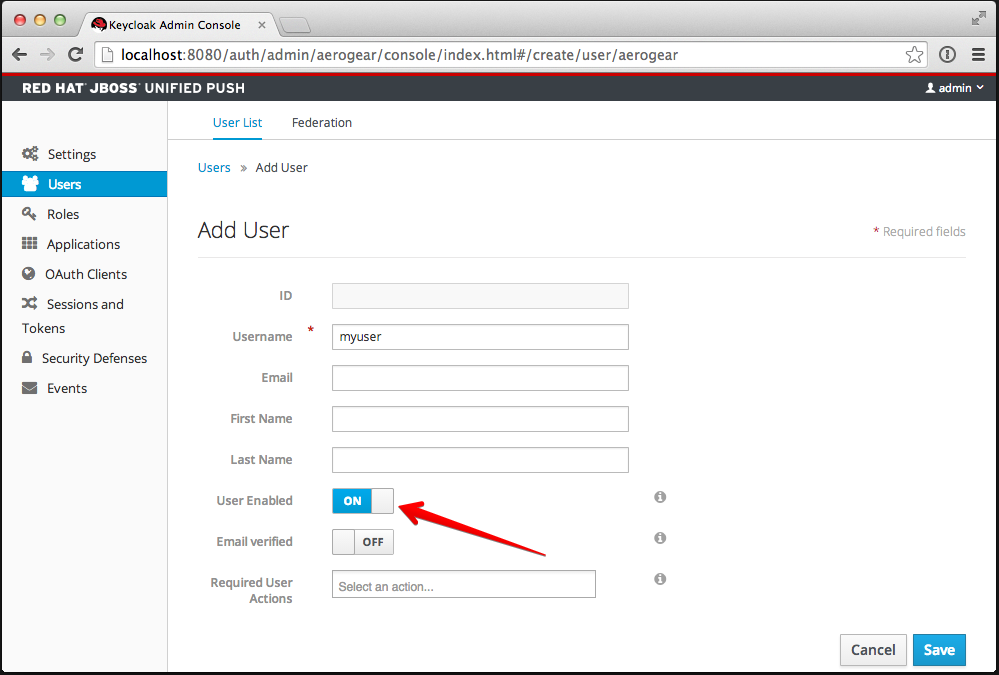 Keycloak Admin Console
localhost:8080/auth/admin/aerogear/console/index.html#/create/user/aerogear
RED HAT JBOSS UNIFIED PUSH
admin
User List Federation
Settings
Users
Roles
Applications
OAuth Clients
Sessions and
Tokens
Security Defenses
Events
Users » Add User
Add User
* Required fields
ID
Username * myuser
Email
First Name
Last Name
User Enabled ON
Email verified OFF
Required User
Actions
Select an action...
Cancel Save